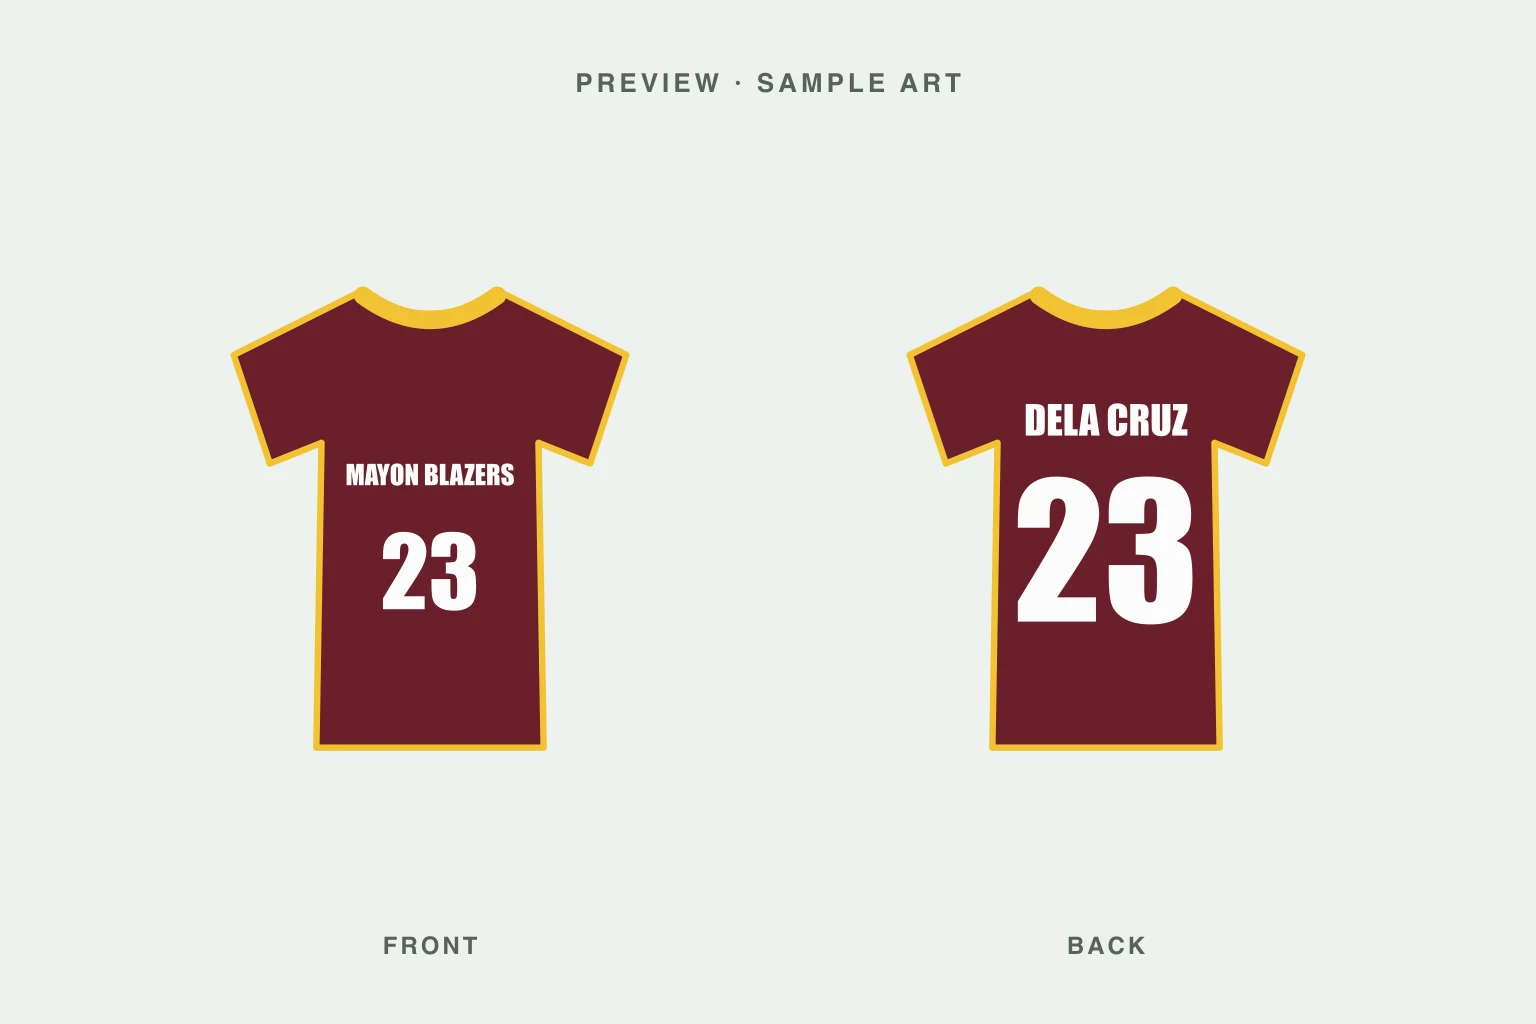 PREVIEW · SAMPLE ART
MAYON BLAZERS
23
DELA CRUZ
23
FRONT
BACK